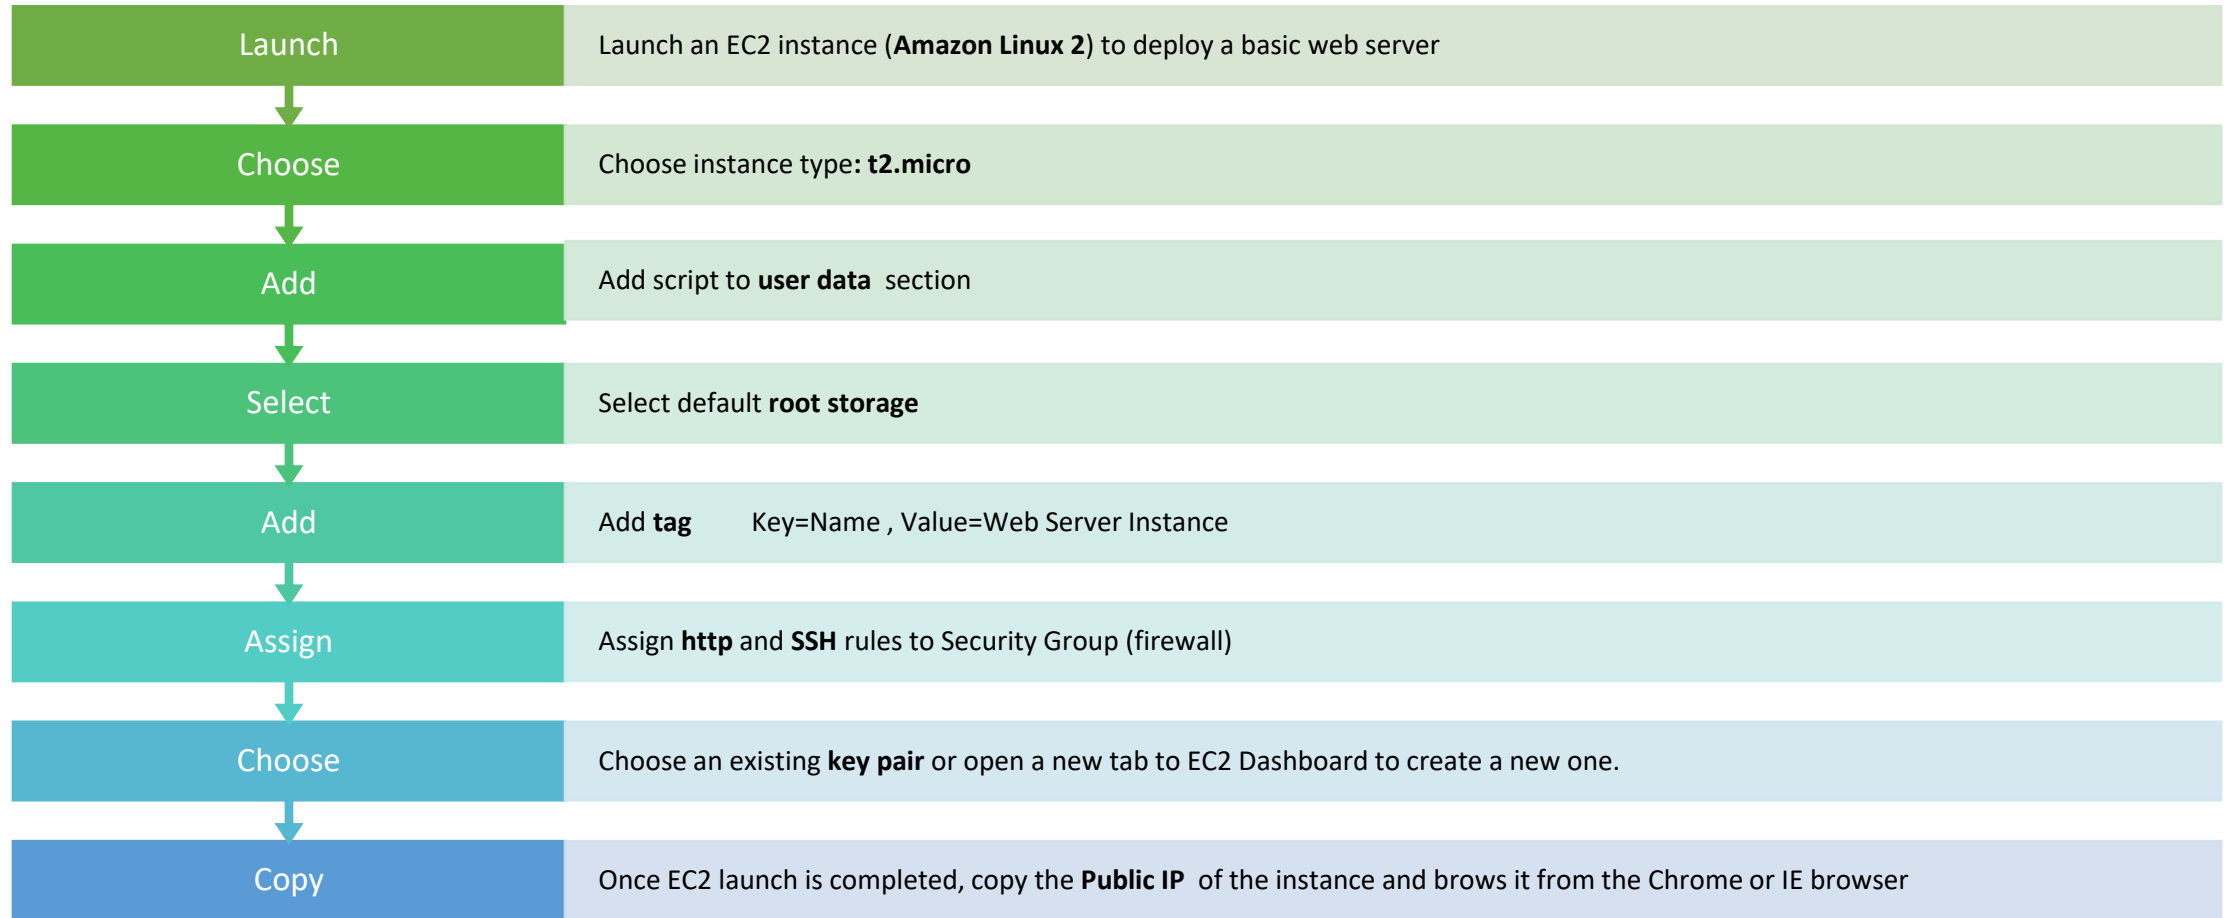 Launch
Launch an EC2 instance (Amazon Linux 2) to deploy a basic web server
Choose
Choose instance type: t2.micro
Add
Add script to user data  section
Select
Select default root storage
Add
Add tag        Key=Name , Value=Web Server Instance
Assign
Assign http and SSH rules to Security Group (firewall)
Choose
Choose an existing key pair or open a new tab to EC2 Dashboard to create a new one.
Copy
Once EC2 launch is completed, copy the Public IP  of the instance and brows it from the Chrome or IE browser